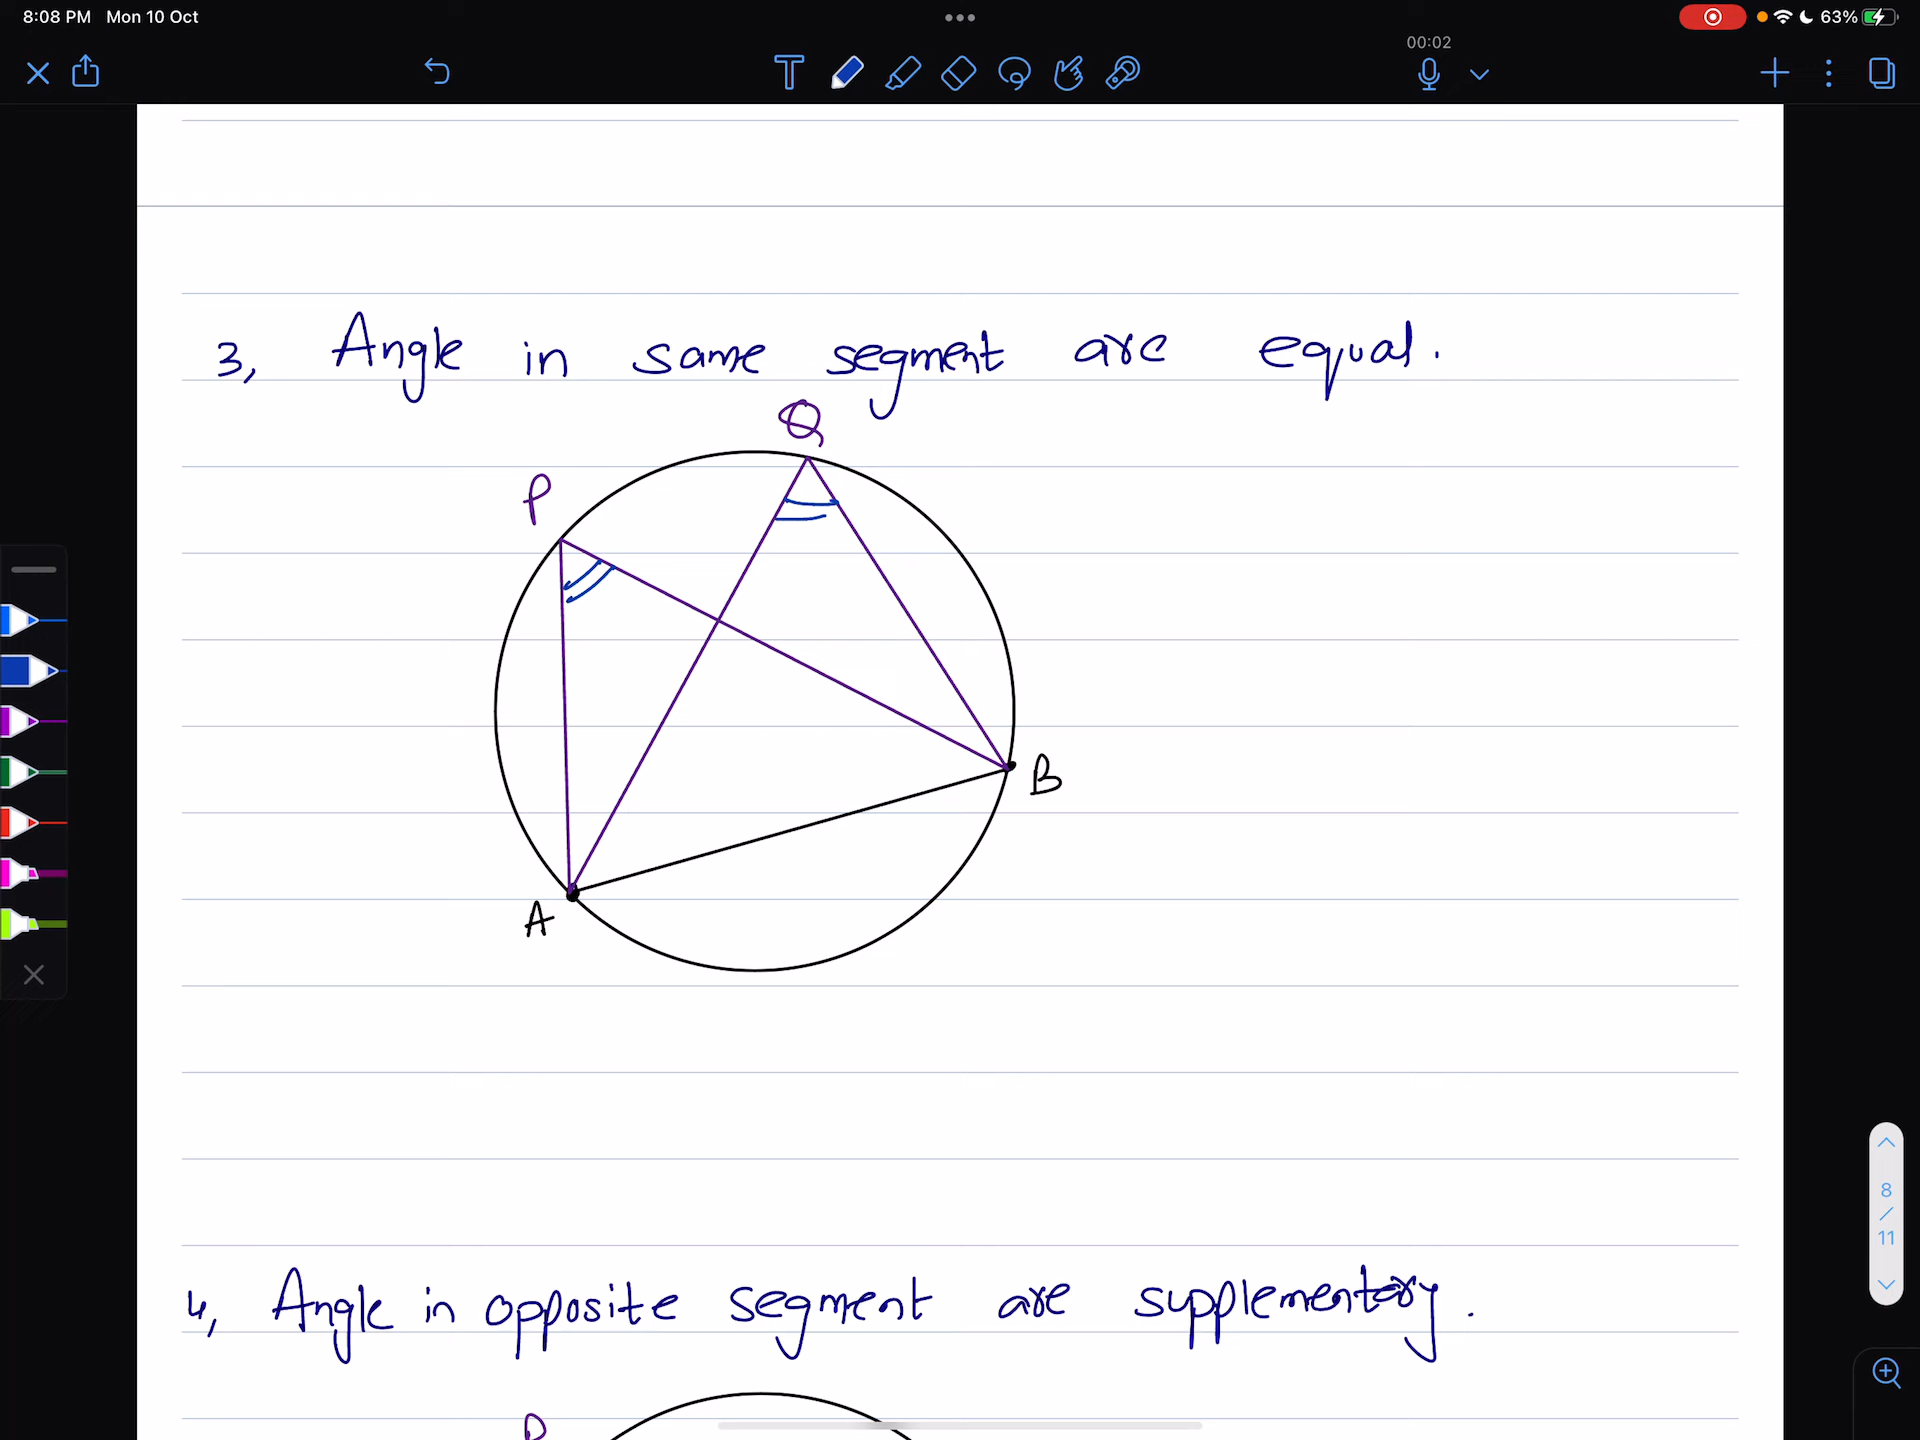 8:08 PM Mon 10 Oct
63%
00:02
3, Angle in same segment are equal.
Q
P
B
A
8
/
11
4, Angle in opposite segment are supplementary.
P